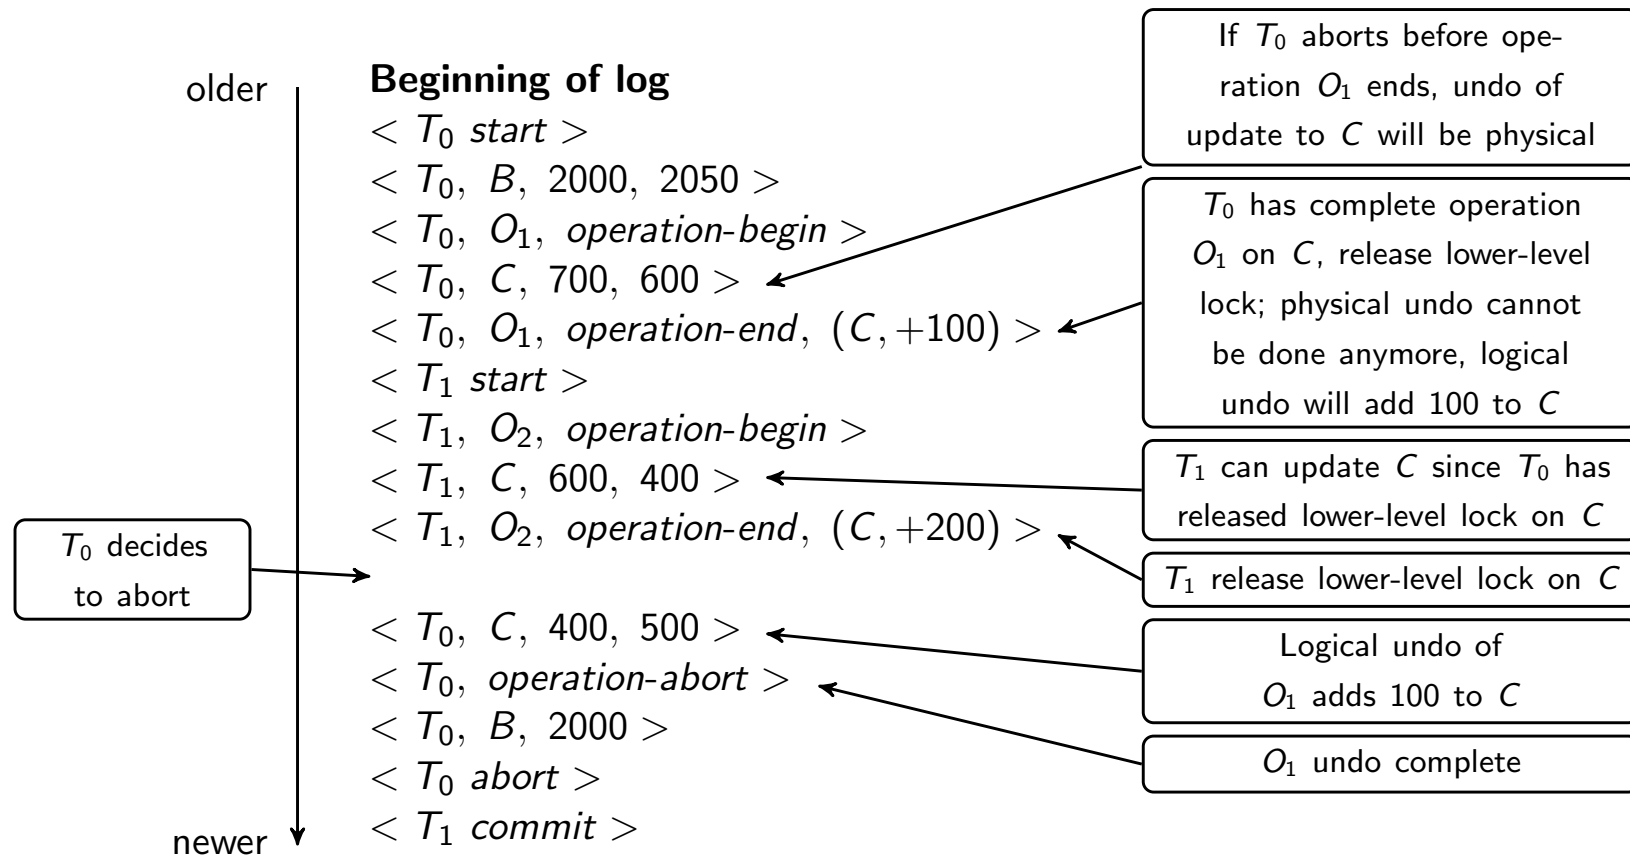 older
Beginning of log
< T₀ start >
< T₀, B, 2000, 2050 >
< T₀, O₁, operation-begin >
< T₀, C, 700, 600 >
< T₀, O₁, operation-end, (C, +100) >
< T₁ start >
< T₁, O₂, operation-begin >
< T₁, C, 600, 400 >
< T₁, O₂, operation-end, (C, +200) >
T₀ decides
to abort
< T₀, C, 400, 500 >
< T₀, operation-abort >
< T₀, B, 2000 >
< T₀ abort >
< T₁ commit >
newer
If T₀ aborts before ope-
ration O₁ ends, undo of
update to C will be physical
T₀ has complete operation
O₁ on C, release lower-level
lock; physical undo cannot
be done anymore, logical
undo will add 100 to C
T₁ can update C since T₀ has
released lower-level lock on C
T₁ release lower-level lock on C
Logical undo of
O₁ adds 100 to C
O₁ undo complete